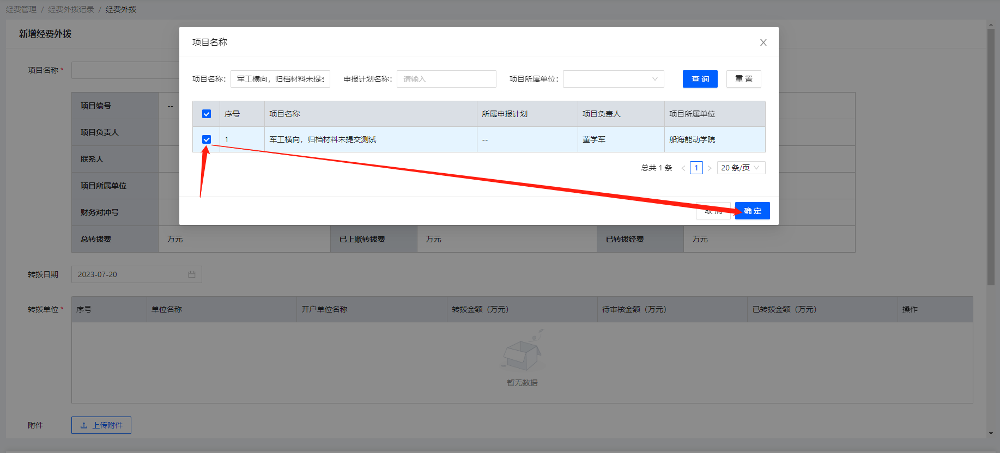 经费管理 / 经费外拨记录 / 经费外拨
新增经费外拨
项目名称 X
项目名称 *
项目名称： 军工横向，归档材料未提交 申报计划名称： 请输入 项目所属单位： 查 询 重 置
序号 项目名称 所属申报计划 项目负责人 项目所属单位
1 军工横向，归档材料未提交测试 -- 董学军 船海能动学院
总共 1 条 < 1 > 20 条/页
取 消 确 定
项目编号 --
项目负责人
联系人
项目所属单位
财务对冲号
总转拨费 万元 已上账转拨费 万元 已转拨经费 万元
转拨日期 2023-07-20
转拨单位 * 序号 单位名称 开户单位名称 转拨金额（万元） 待审核金额（万元） 已转拨金额（万元） 操作
暂无数据
附件 上传附件